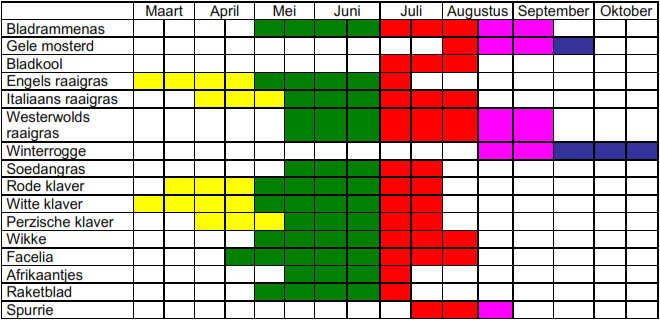 Maart April Mei Juni Juli Augustus September Oktober
Bladrammenas
Gele mosterd
Bladkool
Engels raaigras
Italiaans raaigras
Westerwolds
raaigras
Winterrogge
Soedangras
Rode klaver
Witte klaver
Perzische klaver
Wikke
Facelia
Afrikaantjes
Raketblad
Spurrie